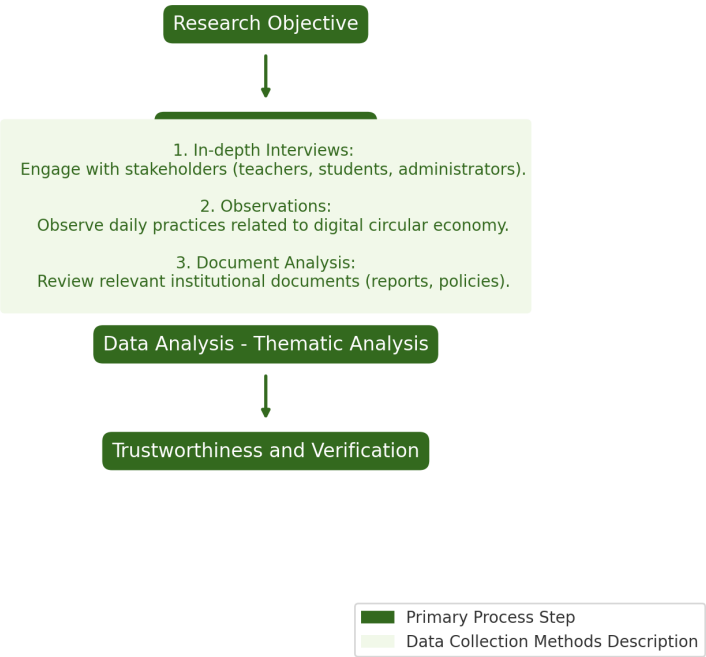 Research Objective
1. In-depth Interviews:
Engage with stakeholders (teachers, students, administrators).
2. Observations:
Observe daily practices related to digital circular economy.
3. Document Analysis:
Review relevant institutional documents (reports, policies).
Data Analysis - Thematic Analysis
Trustworthiness and Verification
Primary Process Step
Data Collection Methods Description